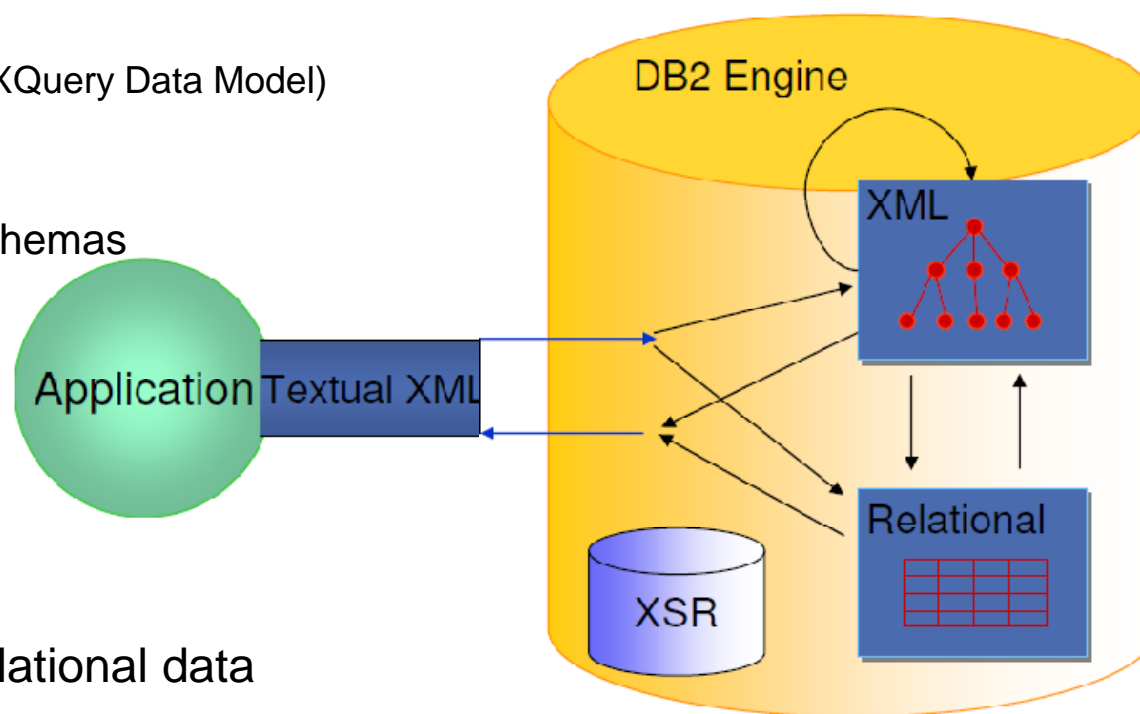 XQuery Data Model)
DB2 Engine
XML
hemas
Application
Textual XML
Relational
XSR
lational data